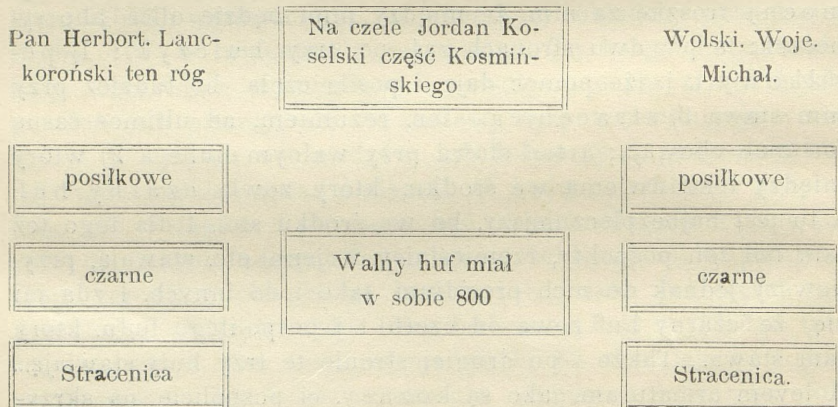 Pan Herbort. Lanc-
koroński ten róg
Na czele Jordan Ko-
selski część Kosmiń-
skiego
Wolski. Woje.
Michał.
posiłkowe
posiłkowe
czarne
Walny huf miał
w sobie 800
czarne
Stracenica
Stracenica.